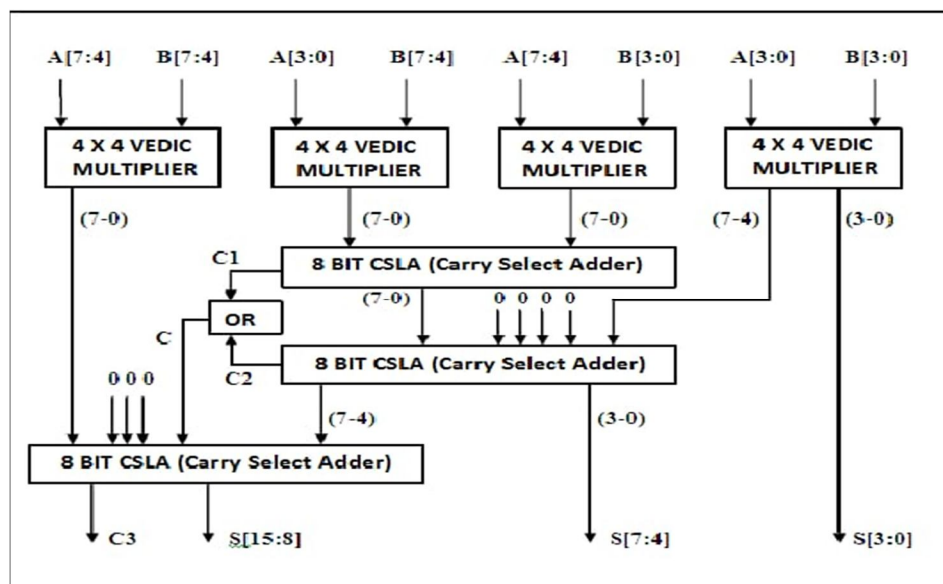 A[7:4] B[7:4] A[3:0] B[7:4] A[7:4] B[3:0] A[3:0] B[3:0]
4 X 4 VEDIC
MULTIPLIER
4 X 4 VEDIC
MULTIPLIER
4 X 4 VEDIC
MULTIPLIER
4 X 4 VEDIC
MULTIPLIER
(7-0) (7-0) (7-0) (7-4) (3-0)
C1 8 BIT CSLA (Carry Select Adder)
(7-0) 0 0 0 0
OR
C
C2 8 BIT CSLA (Carry Select Adder)
0 0 0
(7-4) (3-0)
8 BIT CSLA (Carry Select Adder)
C3 S[15:8] S[7:4] S[3:0]